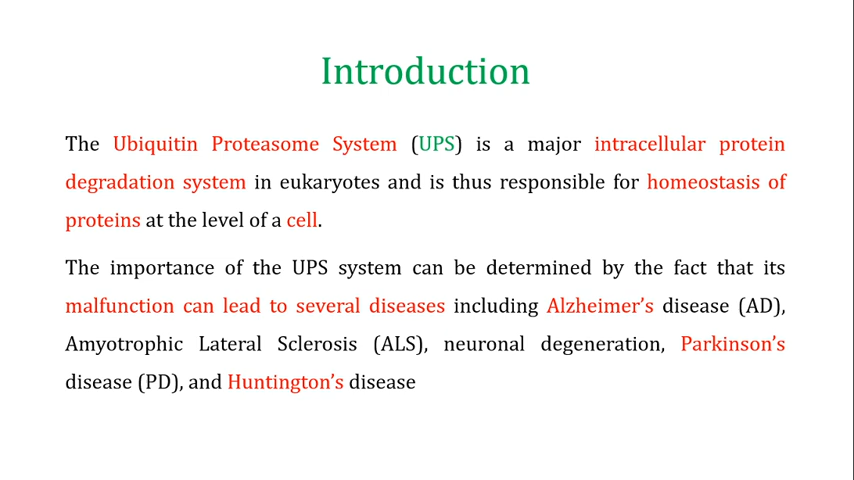 Introduction
The Ubiquitin Proteasome System (UPS) is a major intracellular protein
degradation system in eukaryotes and is thus responsible for homeostasis of
proteins at the level of a cell.
The importance of the UPS system can be determined by the fact that its
malfunction can lead to several diseases including Alzheimer’s disease (AD),
Amyotrophic Lateral Sclerosis (ALS), neuronal degeneration, Parkinson’s
disease (PD), and Huntington’s disease